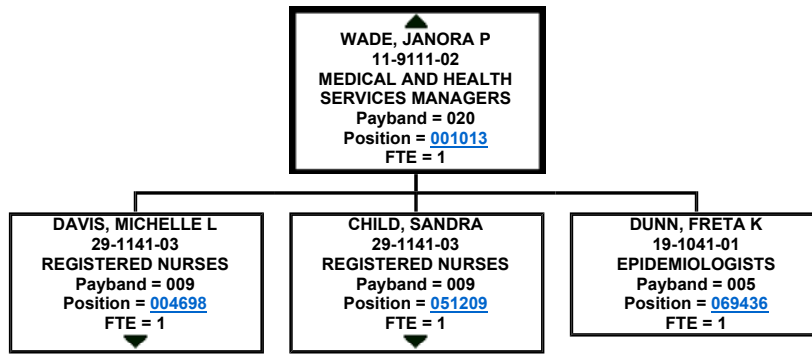 WADE, JANORA P
11-9111-02
MEDICAL AND HEALTH
SERVICES MANAGERS
Payband = 020
Position = 001013
FTE = 1
DAVIS, MICHELLE L
29-1141-03
REGISTERED NURSES
Payband = 009
Position = 004698
FTE = 1
CHILD, SANDRA
29-1141-03
REGISTERED NURSES
Payband = 009
Position = 051209
FTE = 1
DUNN, FRETA K
19-1041-01
EPIDEMIOLOGISTS
Payband = 005
Position = 069436
FTE = 1